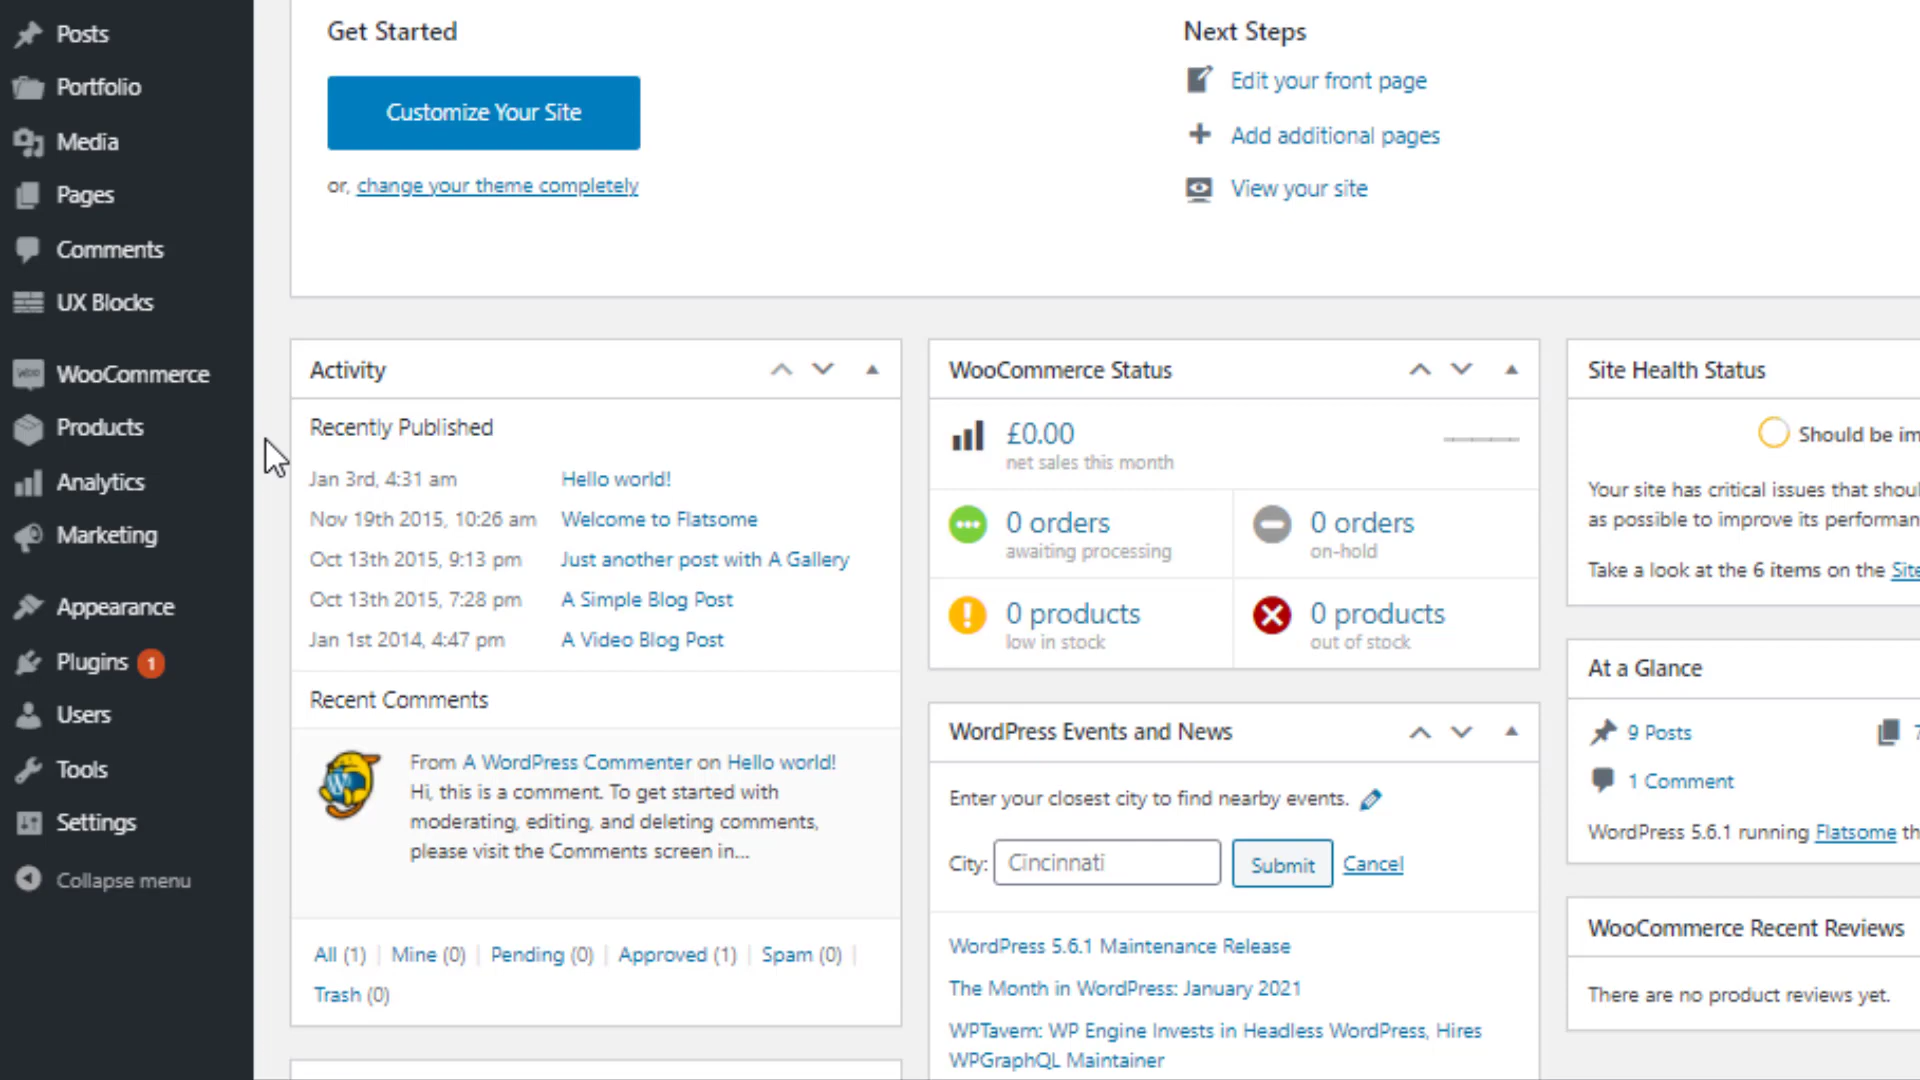 Posts
Portfolio
Media
Pages
Comments
UX Blocks
WooCommerce
Products
Analytics
Marketing
Appearance
Plugins 1
Users
Tools
Settings
Collapse menu
Get Started
Customize Your Site
or, change your theme completely
Next Steps
Edit your front page
Add additional pages
View your site
Activity
Recently Published
Jan 3rd, 4:31 am Hello world!
Nov 19th 2015, 10:26 am Welcome to Flatsome
Oct 13th 2015, 9:13 pm Just another post with A Gallery
Oct 13th 2015, 7:28 pm A Simple Blog Post
Jan 1st 2014, 4:47 pm A Video Blog Post
Recent Comments
From A WordPress Commenter on Hello world!
Hi, this is a comment. To get started with
moderating, editing, and deleting comments,
please visit the Comments screen in...
All (1) | Mine (0) | Pending (0) | Approved (1) | Spam (0) |
Trash (0)
WooCommerce Status
£0.00
net sales this month
0 orders
awaiting processing
0 orders
on-hold
0 products
low in stock
0 products
out of stock
WordPress Events and News
Enter your closest city to find nearby events.
City: Cincinnati Submit Cancel
WordPress 5.6.1 Maintenance Release
The Month in WordPress: January 2021
WPTavern: WP Engine Invests in Headless WordPress, Hires
WPGraphQL Maintainer
Site Health Status
Should be im
Your site has critical issues that shoul
as possible to improve its performan
Take a look at the 6 items on the Site
At a Glance
9 Posts
7
1 Comment
WordPress 5.6.1 running Flatsome th
WooCommerce Recent Reviews
There are no product reviews yet.